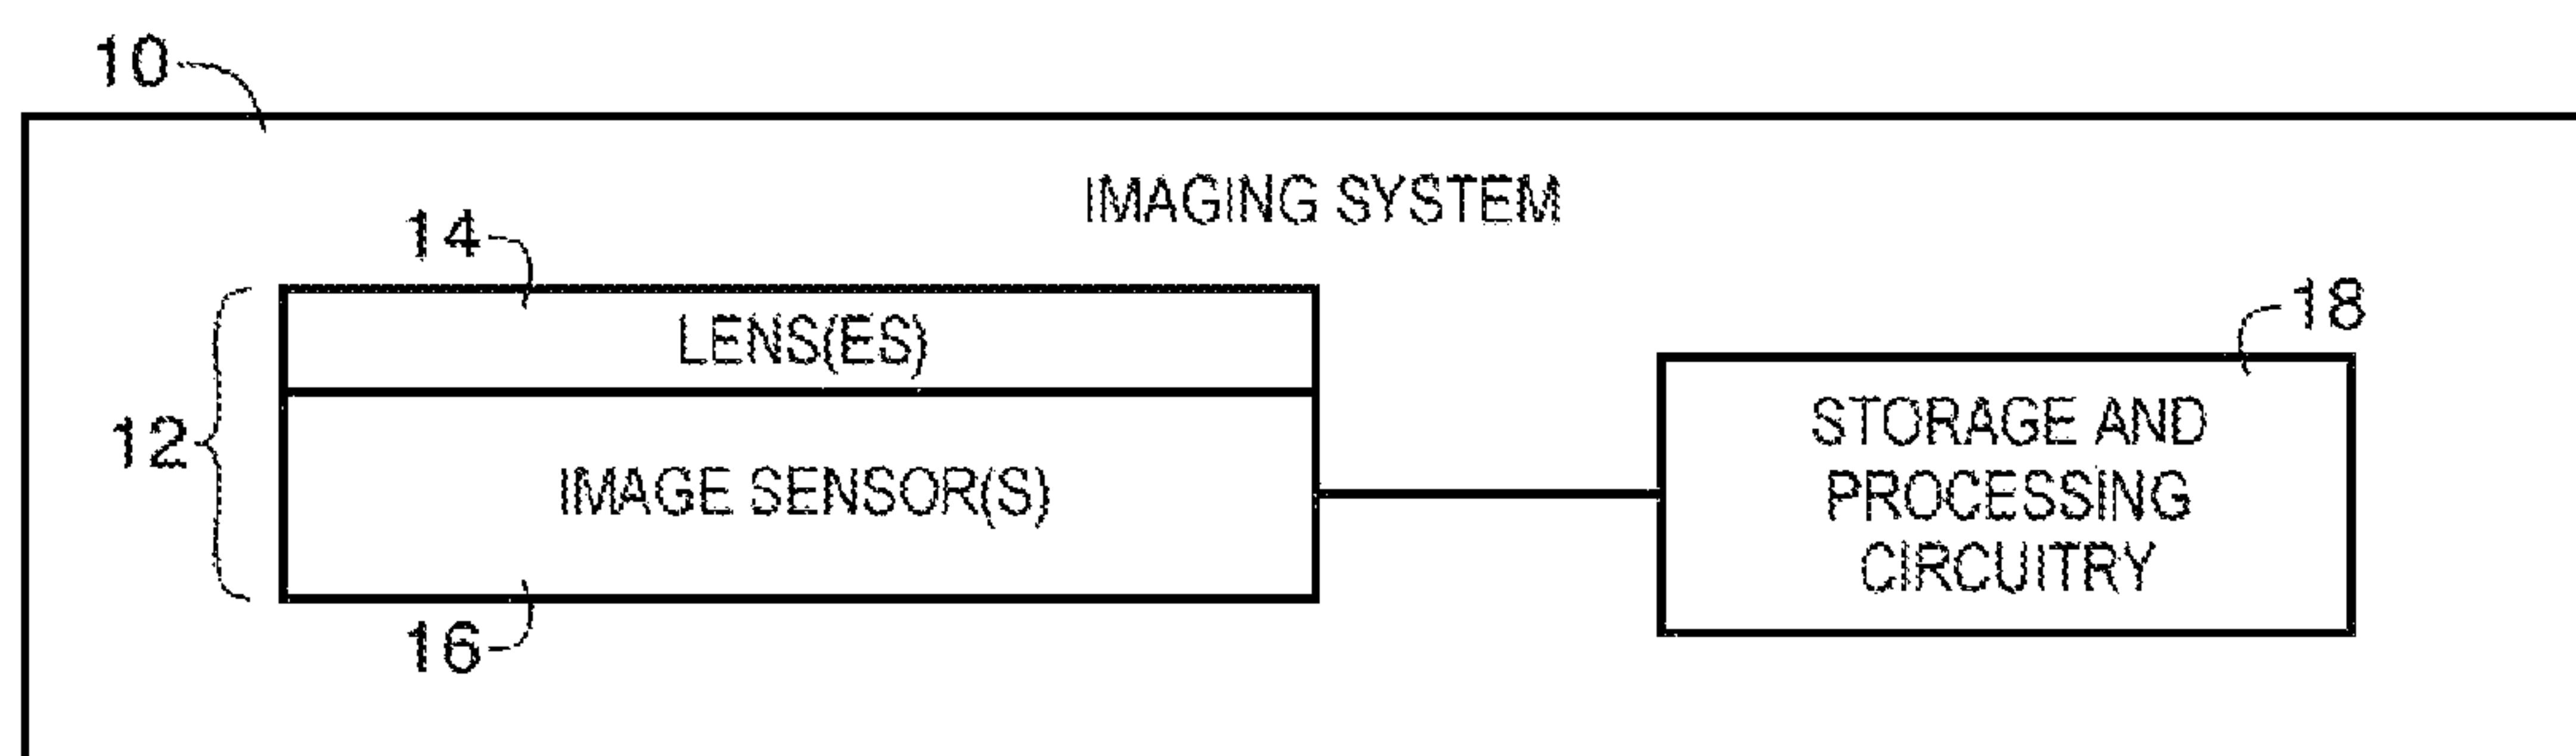 10
IMAGING SYSTEM
14
LENS(ES)
18
12
STORAGE AND
PROCESSING
CIRCUITRY
IMAGE SENSOR(S)
16